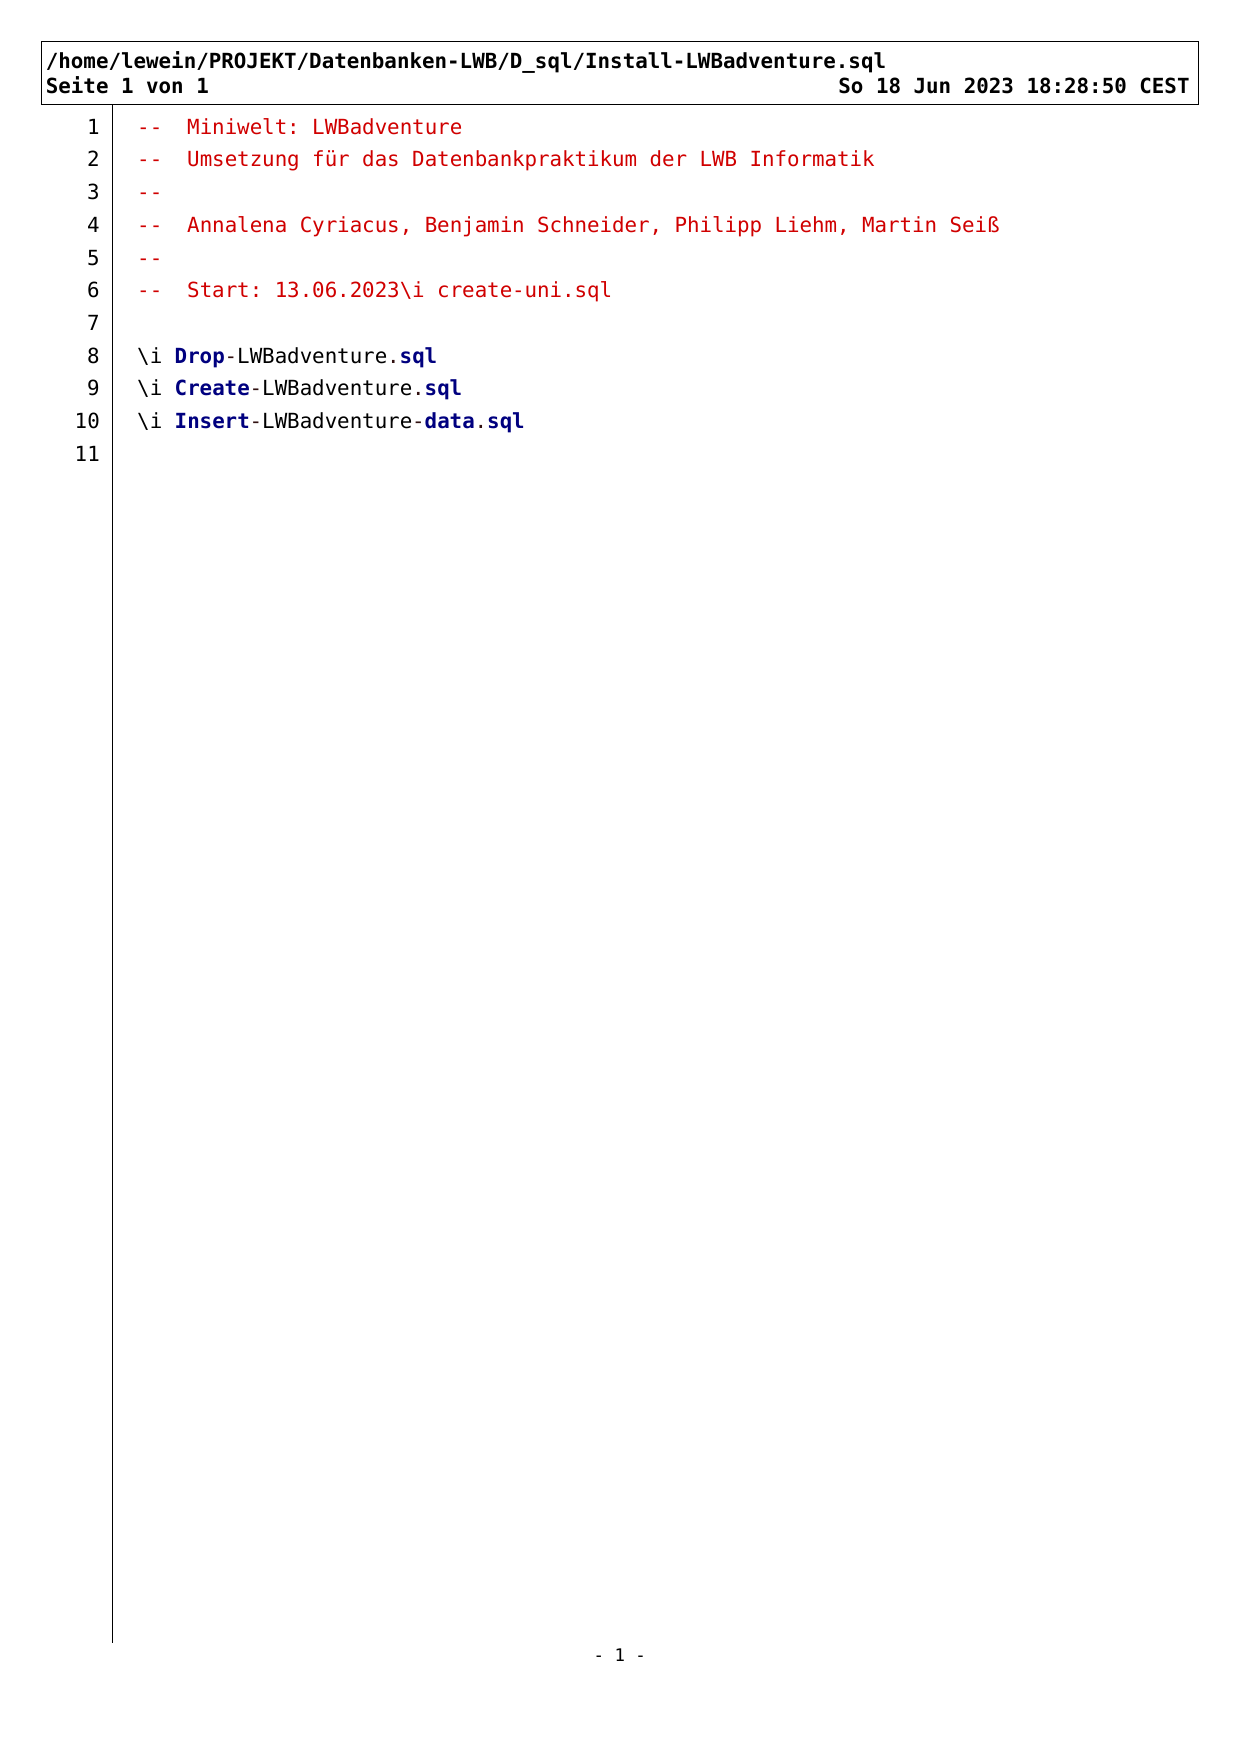 /home/lewein/PROJEKT/Datenbanken-LWB/D_sql/Install-LWBadventure.sql
Seite 1 von 1 So 18 Jun 2023 18:28:50 CEST
1 -- Miniwelt: LWBadventure
2 -- Umsetzung für das Datenbankpraktikum der LWB Informatik
3 --
4 -- Annalena Cyriacus, Benjamin Schneider, Philipp Liehm, Martin Seiß
5 --
6 -- Start: 13.06.2023\i create-uni.sql
7
8 \i Drop-LWBadventure.sql
9 \i Create-LWBadventure.sql
10 \i Insert-LWBadventure-data.sql
11
- 1 -